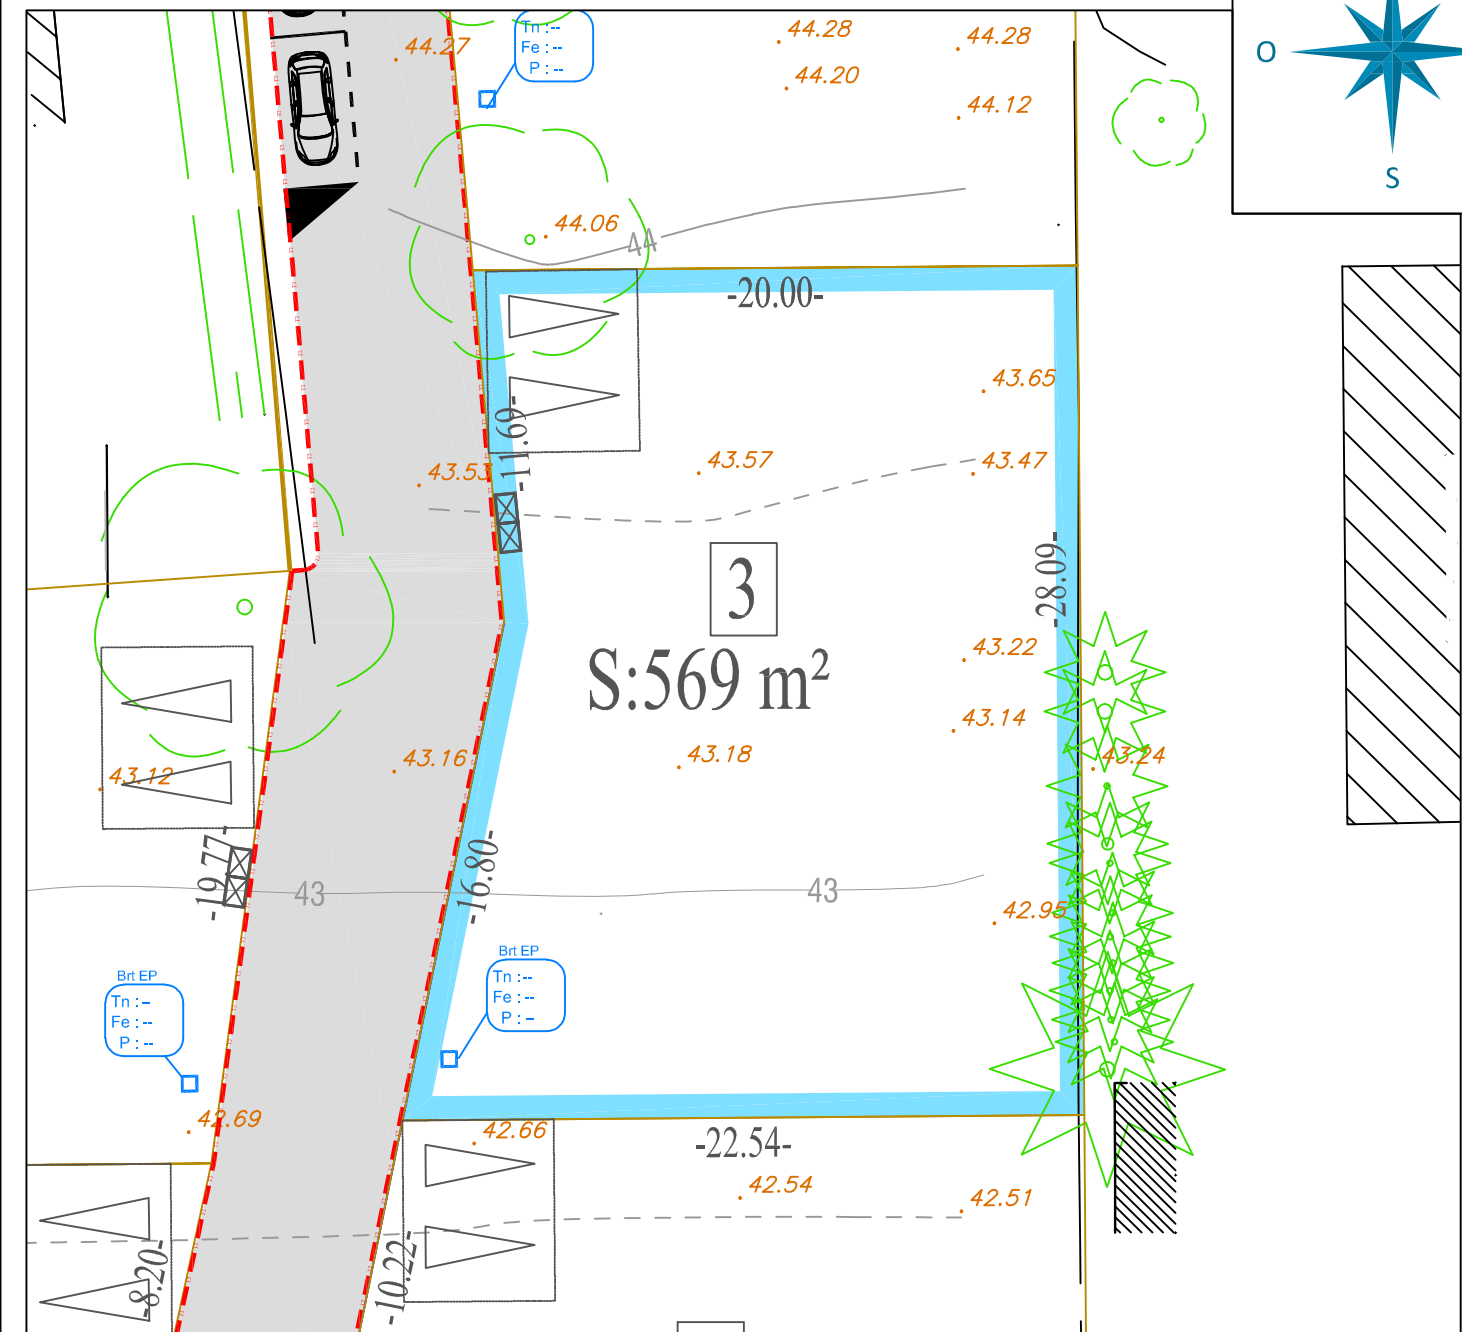 Tn :--
Fe :--
P : --
44.27
44.28
44.28
44.20
44.12
O
S
44.06
44
-20.00-
43.65
-11.69-
43.53
43.57
43.47
3
-28.09-
S:569 m²
43.22
43.14
43.16
43.18
43.24
43.12
-19.77-
-16.80-
43
43
42.95
Brt EP
Tn :--
Fe :--
P : --
Brt EP
Tn :--
Fe :--
P : --
42.69
42.66
-22.54-
42.54
42.51
-8.20-
-10.22-